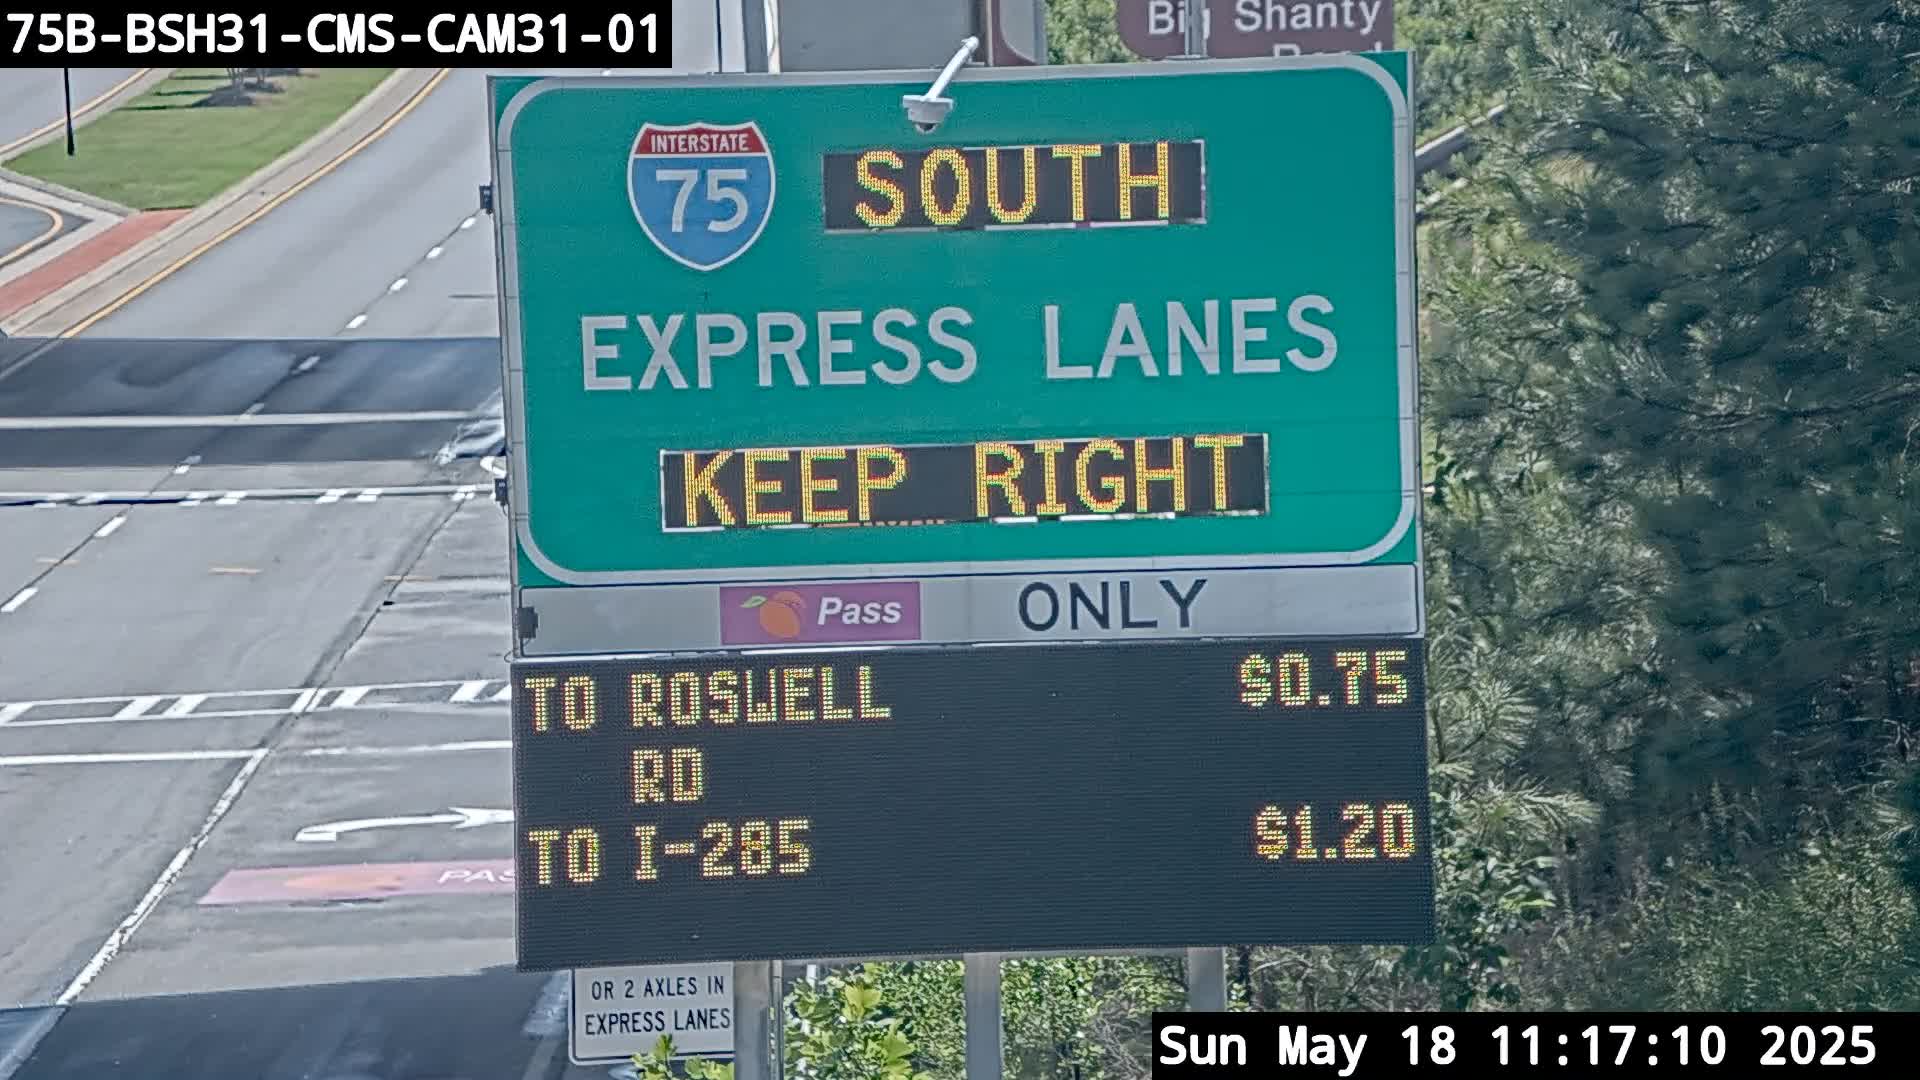 75B-BSH31-CMS-CAM31-01
Big Shanty
Road
INTERSTATE
75
SOUTH
EXPRESS LANES
KEEP RIGHT
Pass
ONLY
TO ROSWELL $0.75
RD
TO I-285 $1.20
PAS
OR 2 AXLES IN
EXPRESS LANES
Sun May 18 11:17:10 2025